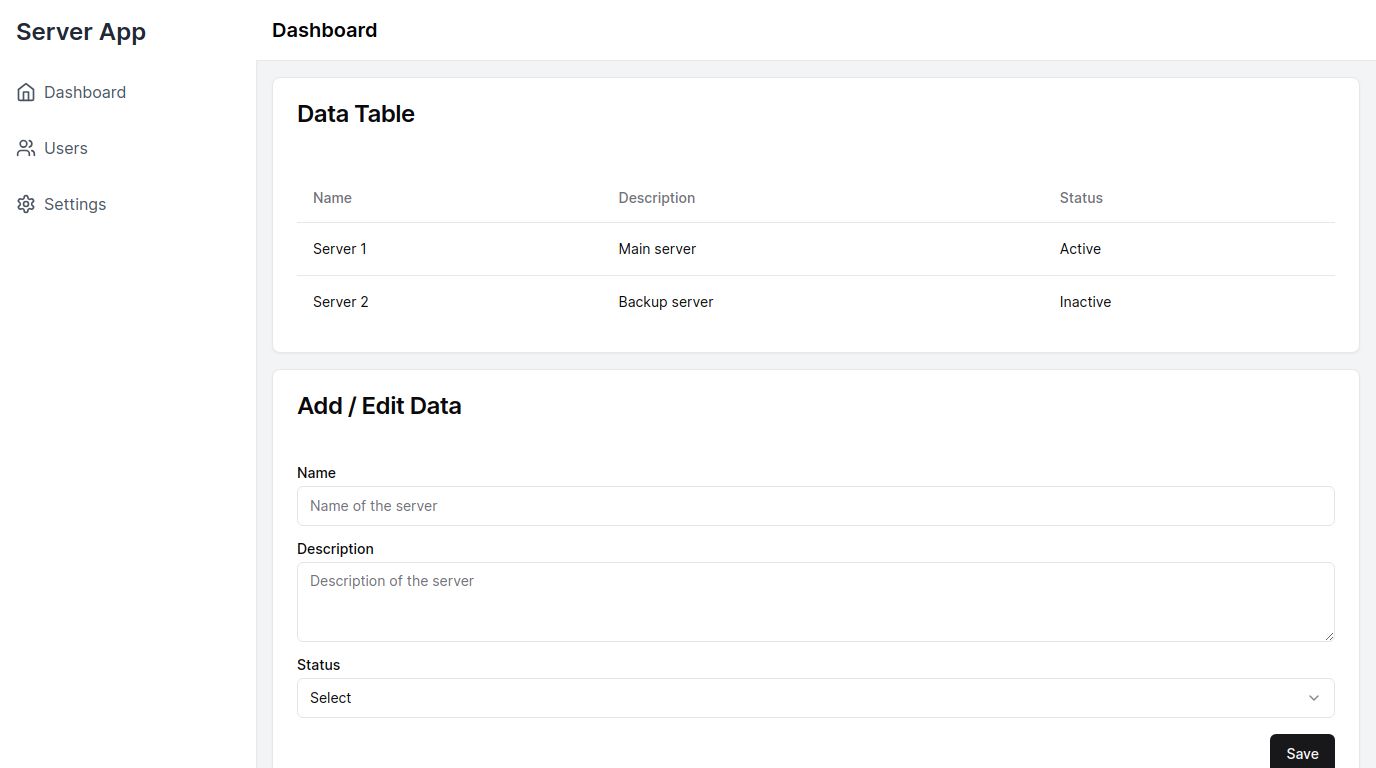 Server App
Dashboard
Users
Settings
Dashboard
Data Table
Name Description Status
Server 1 Main server Active
Server 2 Backup server Inactive
Add / Edit Data
Name
Name of the server
Description
Description of the server
Status
Select
Save